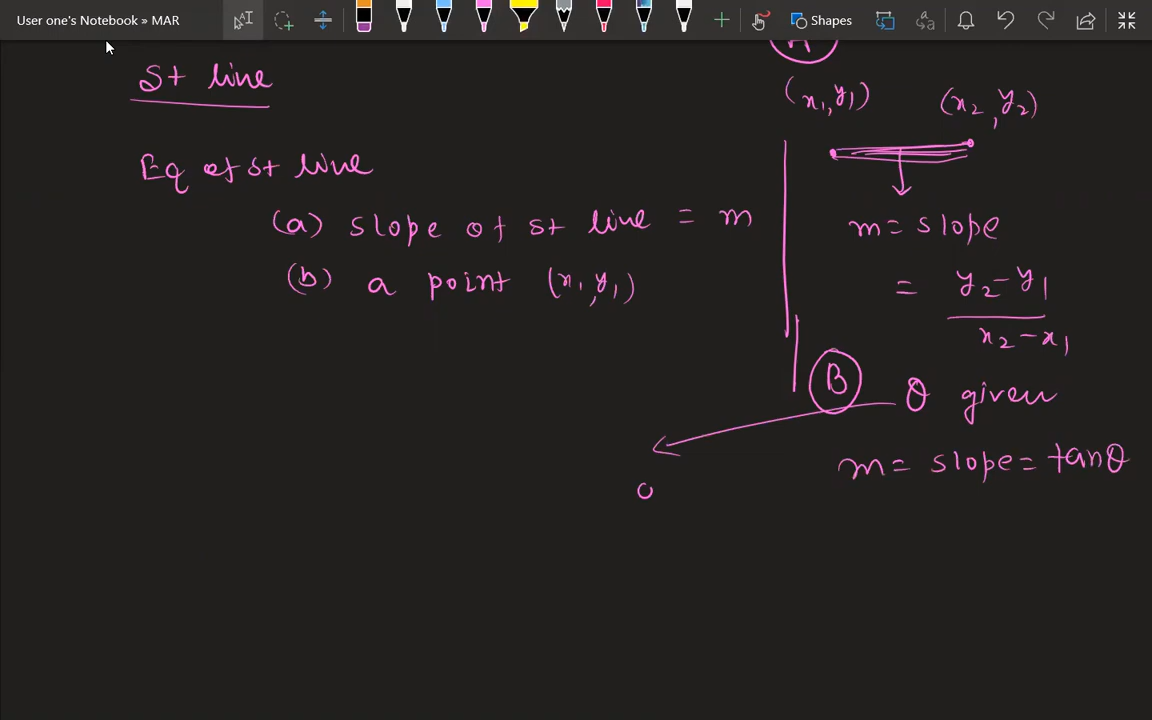 User one's Notebook » MAR
Shapes
St line
Eq of st line
(a) slope of st line = m
(b) a point (x₁, y₁)
A
(x₁, y₁) (x₂, y₂)
m = slope
= y₂ - y₁
x₂ - x₁
B θ given
m = slope = tanθ